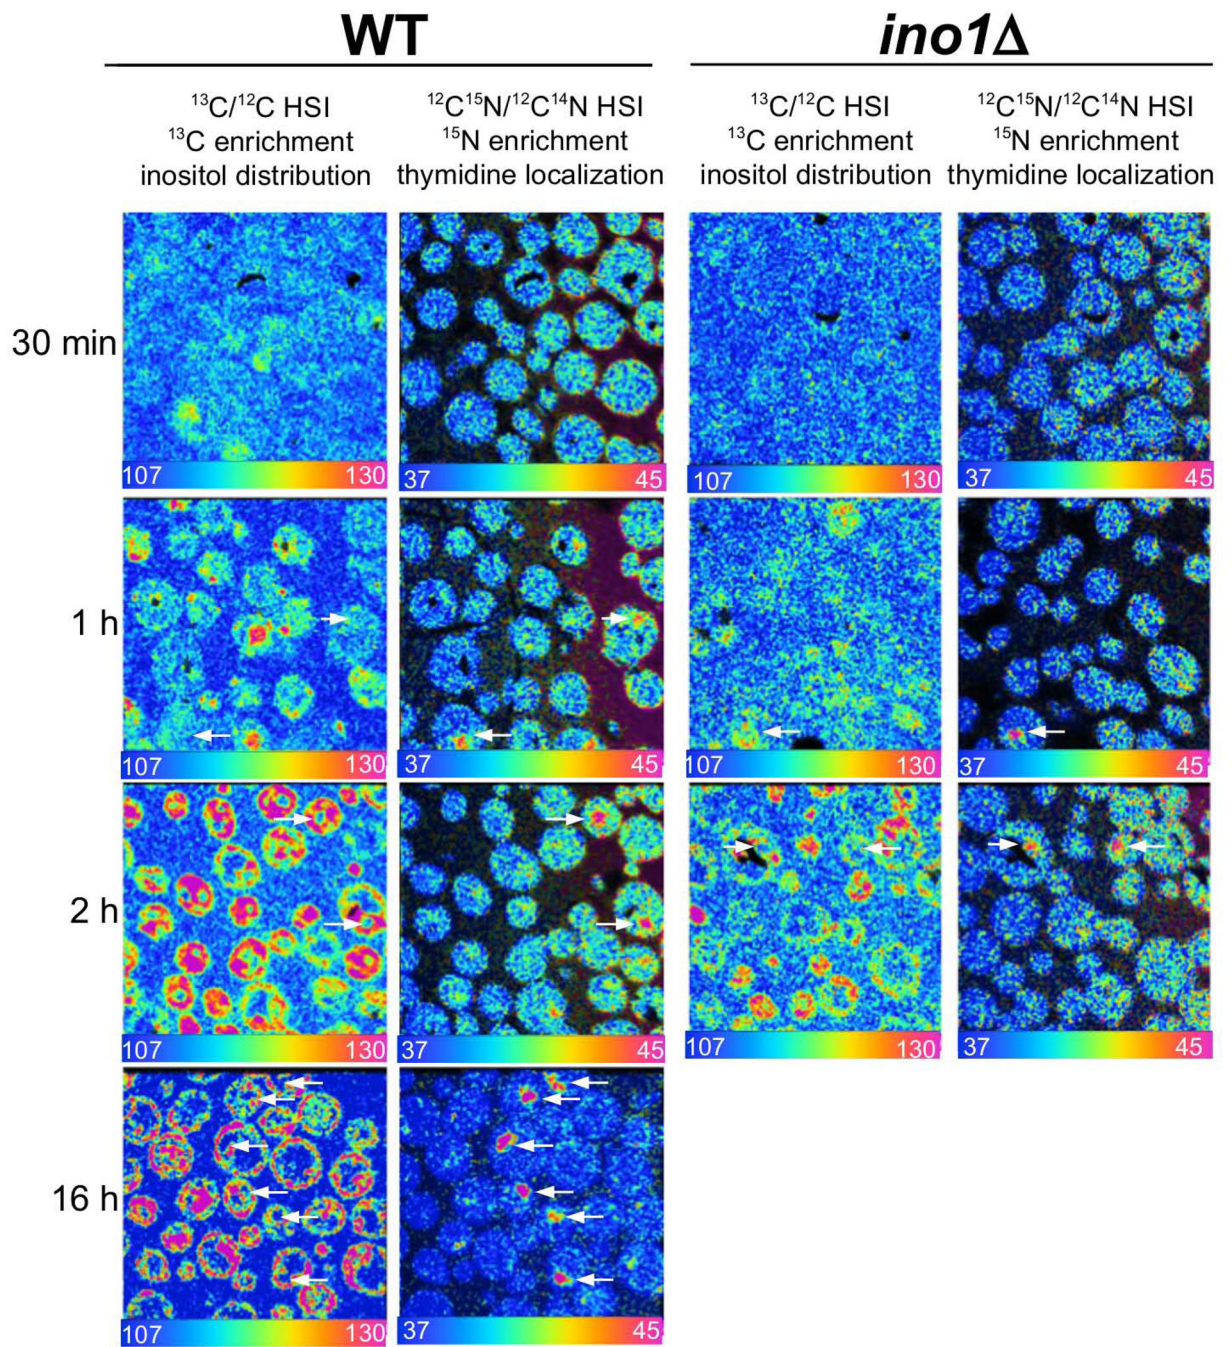 WT
ino1Δ
¹³C/¹²C HSI
¹³C enrichment
inositol distribution
¹²C¹⁵N/¹²C¹⁴N HSI
¹⁵N enrichment
thymidine localization
¹³C/¹²C HSI
¹³C enrichment
inositol distribution
¹²C¹⁵N/¹²C¹⁴N HSI
¹⁵N enrichment
thymidine localization
30 min
107 130
37 45
107 130
37 45
1 h
107 130
37 45
107 130
37 45
2 h
107 130
37 45
107 130
37 45
16 h
107 130
37 45